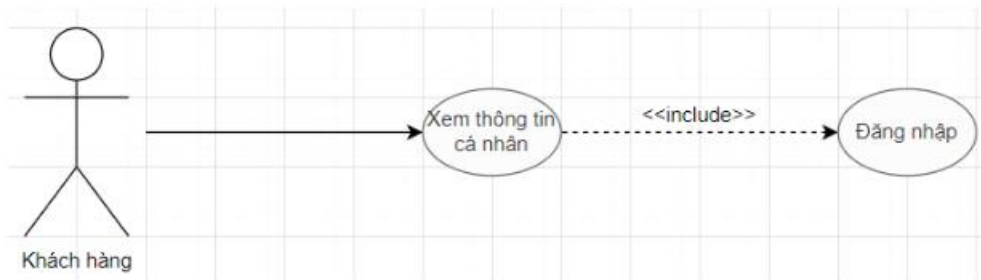 Xem thông tin
cá nhân
<<include>>
Đăng nhập
Khách hàng